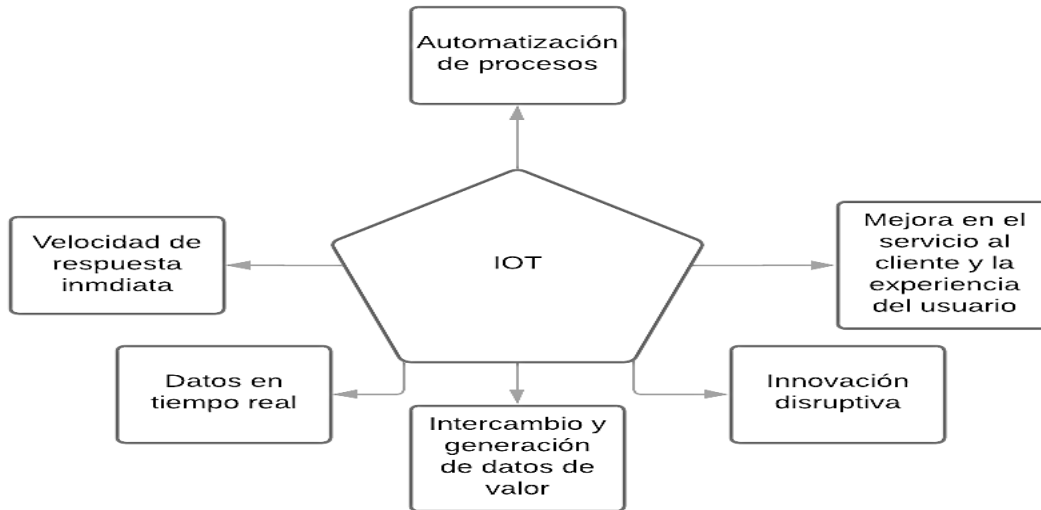 Automatización
de procesos
Velocidad de
respuesta
inmdiata
IOT
Mejora en el
servicio al
cliente y la
experiencia
del usuario
Datos en
tiempo real
Intercambio y
generación
de datos de
valor
Innovación
disruptiva